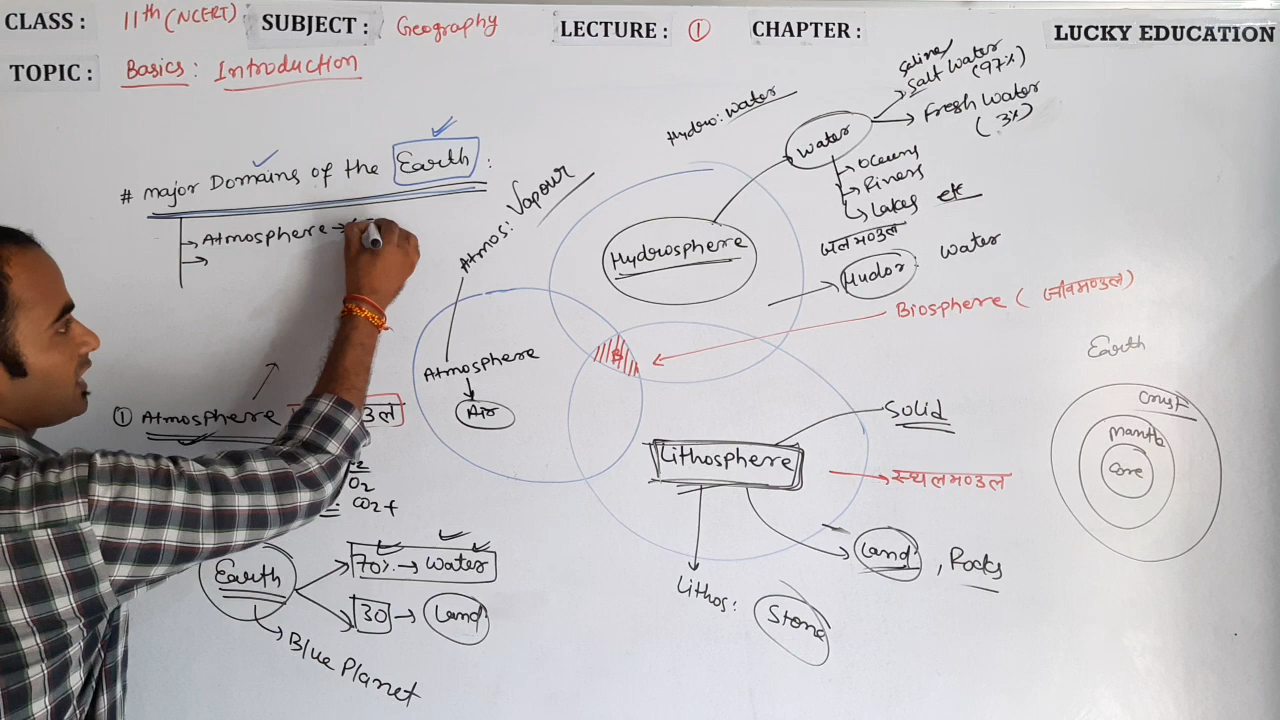 CLASS : 11th (NCERT) SUBJECT : Geography LECTURE : ① CHAPTER : LUCKY EDUCATION
TOPIC : Basics : Introduction
# major Domains of the Earth :
→ Atmosphere →
→
① Atmosphere
O2
CO2 +
Earth
70% → Water
30 → Land
→ Blue Planet
Atmos: Vapour
Atmosphere
Air
Hydro: Water
Hydrosphere
Water
Saline
Salt Water
(97%)
Fresh Water
(3%)
→ Oceans
→ Rivers
→ Lakes etc
जलमण्डल
Hudor : Water
Biosphere ( जीवमण्डल)
Lithosphere
Solid
स्थलमण्डल
Land , Rocks
Lithos : Stone
Earth
Crust
Mantle
Core